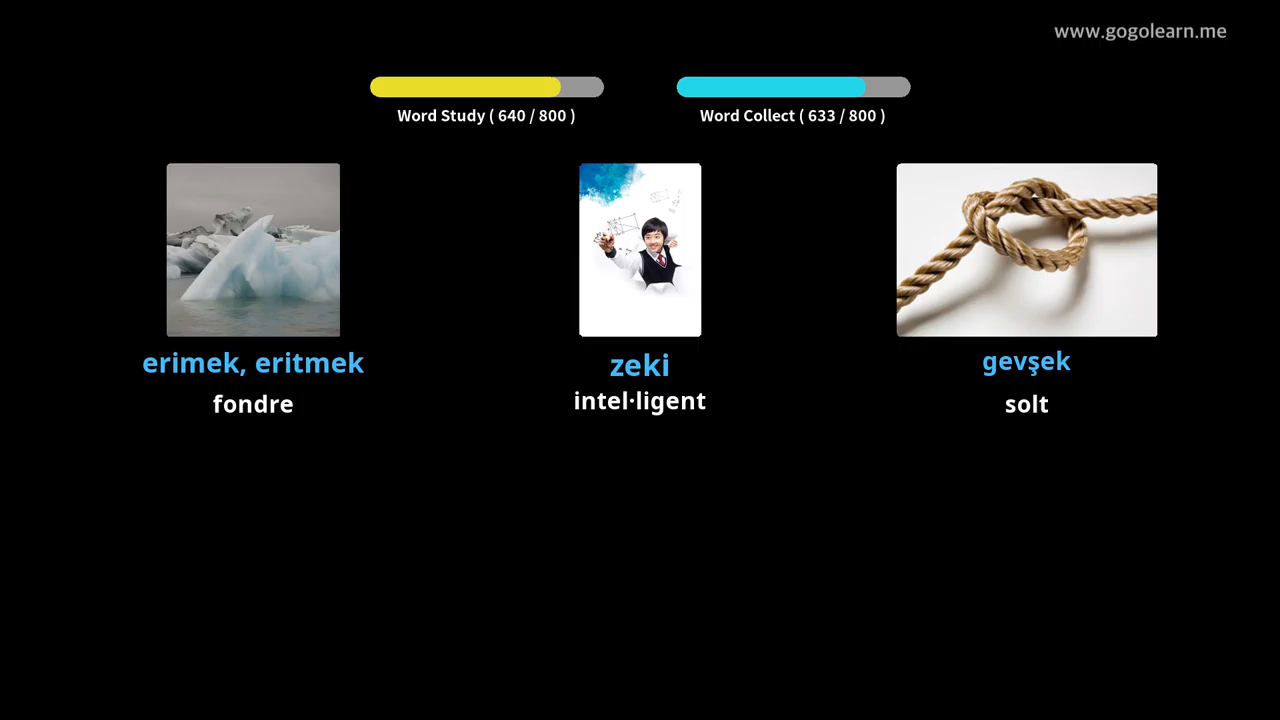 www.gogolearn.me
Word Study ( 640 / 800 )
Word Collect ( 633 / 800 )
erimek, eritmek
fondre
zeki
intel·ligent
gevşek
solt